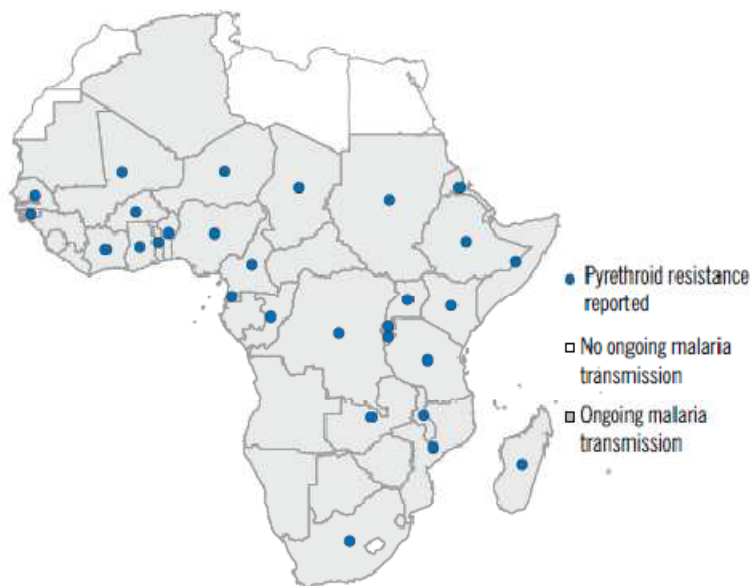 Pyrethroid resistance
reported
No ongoing malaria
transmission
Ongoing malaria
transmission